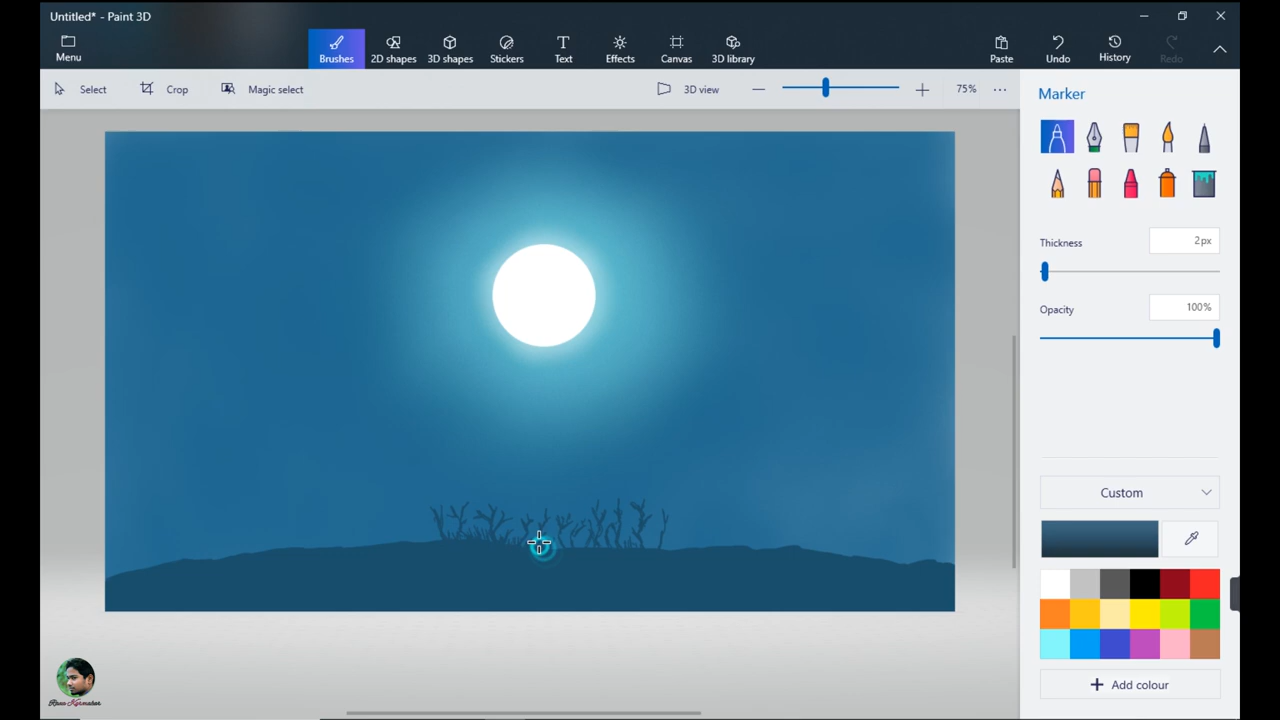 Untitled* - Paint 3D
Menu
Brushes
2D shapes
3D shapes
Stickers
Text
Effects
Canvas
3D library
Paste
Undo
History
Redo
Select
Crop
Magic select
3D view
75%
Marker
Thickness
2px
Opacity
100%
Custom
Add colour